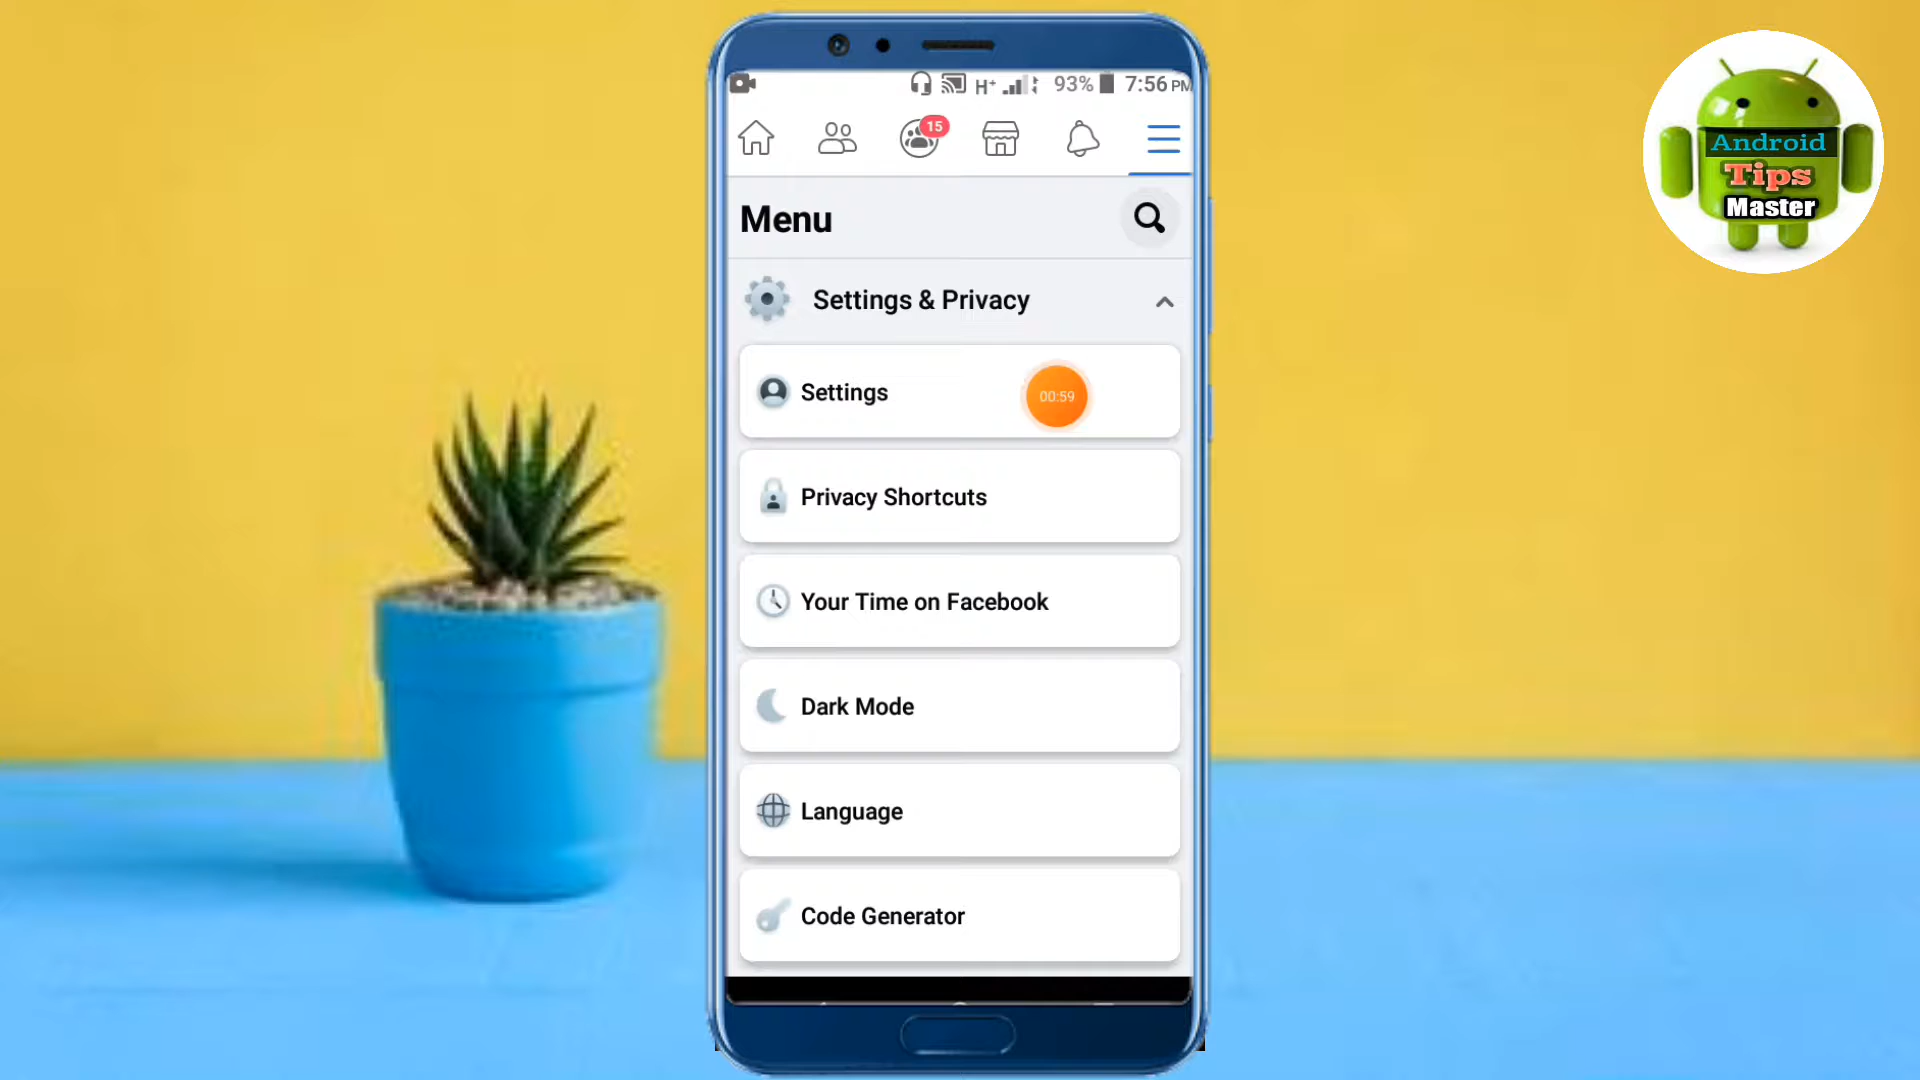 H+ 93% 7:56 PM
15
Menu
Settings & Privacy
Settings
00:59
Privacy Shortcuts
Your Time on Facebook
Dark Mode
Language
Code Generator
Android
Tips
Master